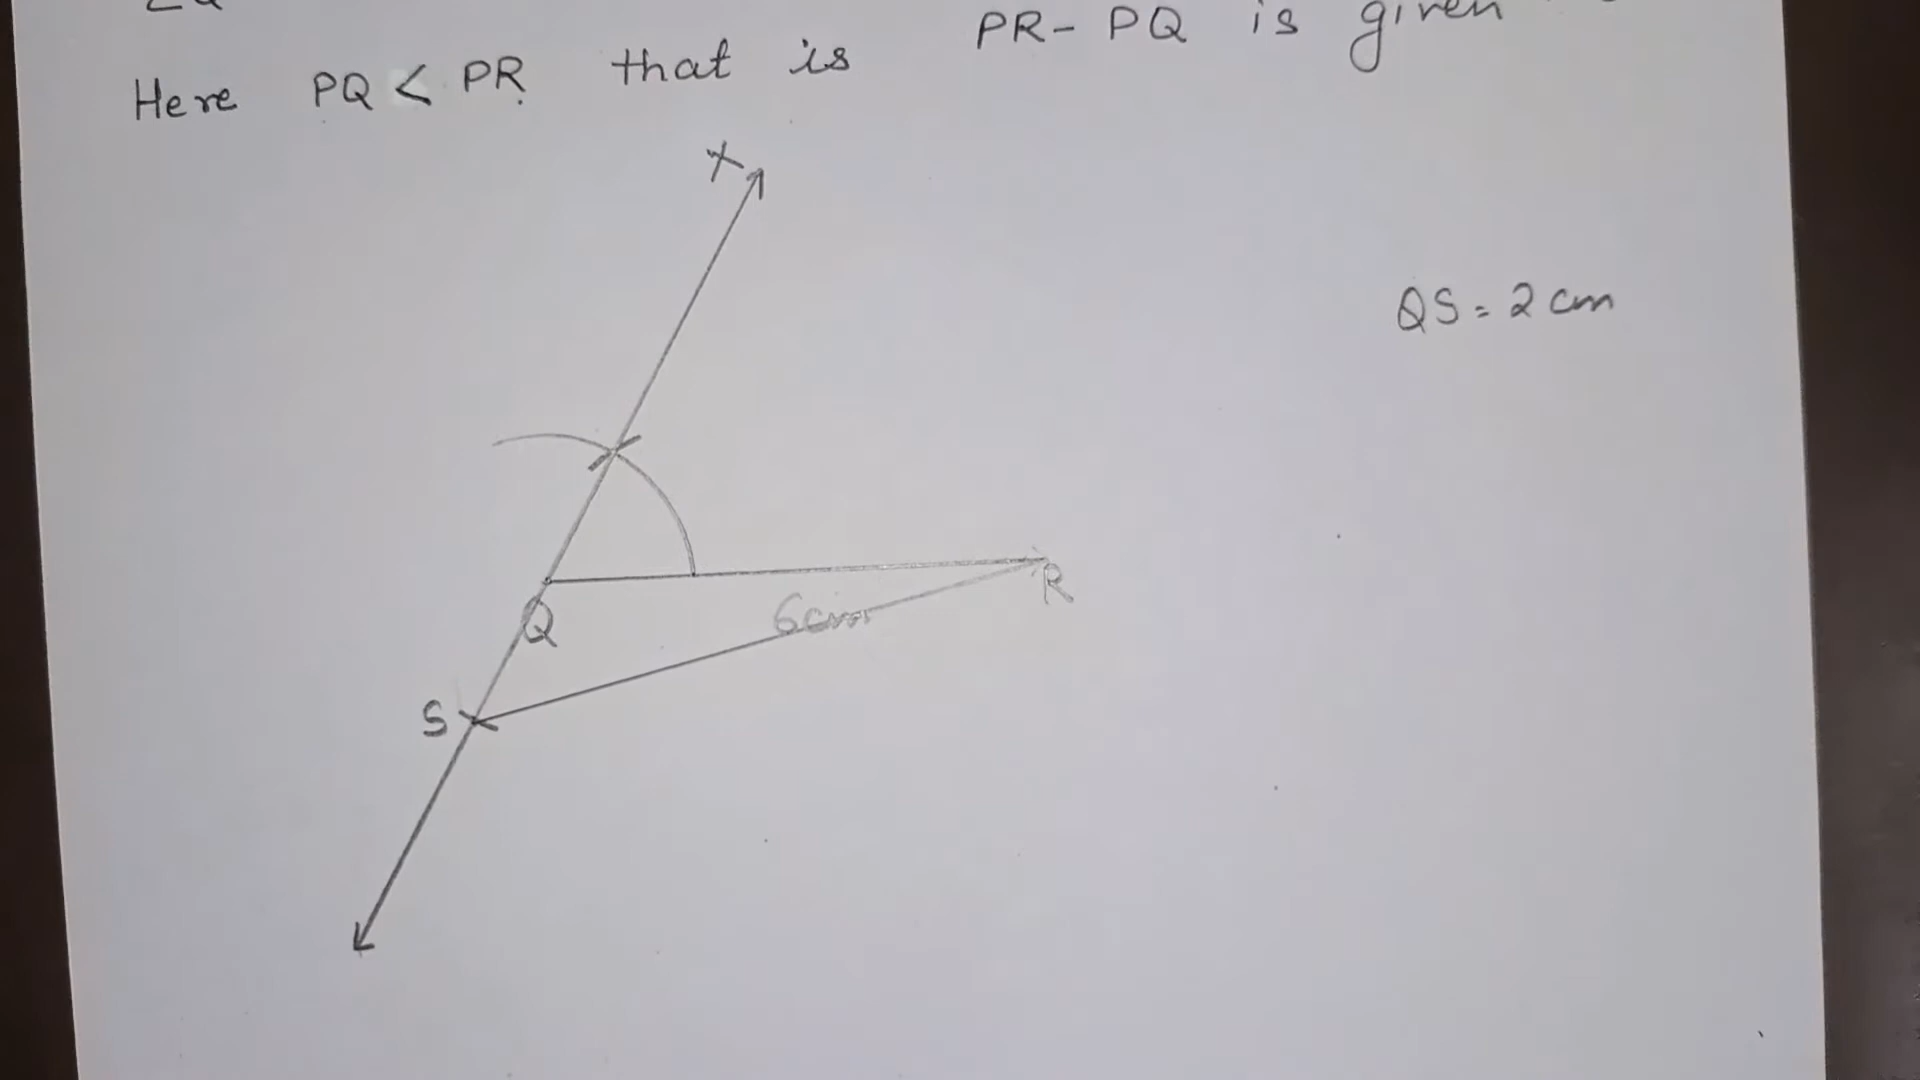 Here PQ < PR that is PR - PQ is given
X
QS = 2 cm
Q
6cm
R
S